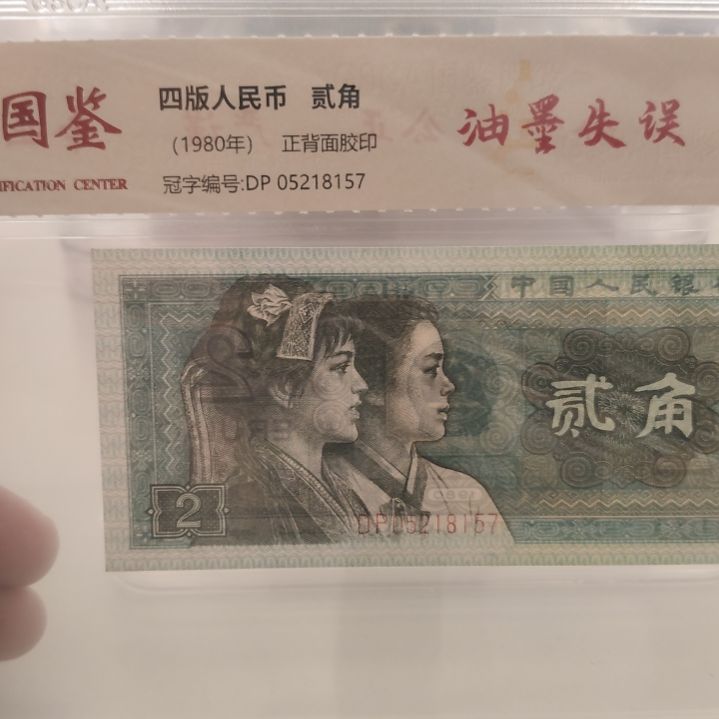 国鉴
IFICATION CENTER
四版人民币 贰角
（1980年） 正背面胶印
冠字编号:DP 05218157
油墨失误
中国人民银
贰角
2
DP05218157